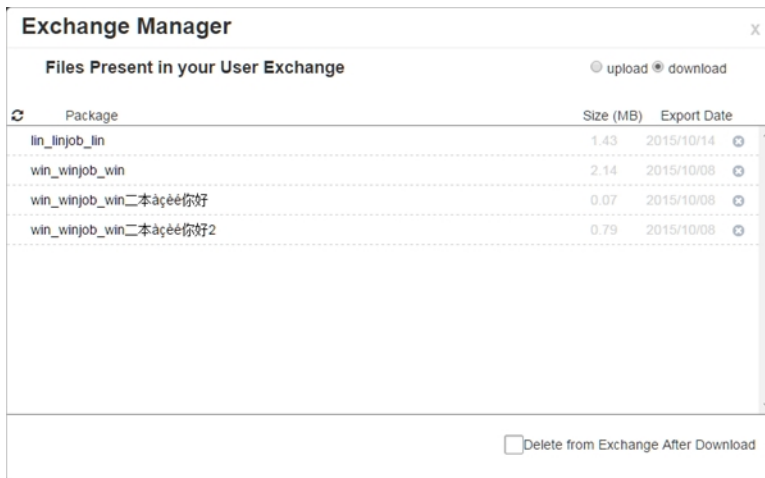 Exchange Manager x
Files Present in your User Exchange upload download
Package Size (MB) Export Date
lin_linjob_lin 1.43 2015/10/14
win_winjob_win 2.14 2015/10/08
win_winjob_win二本àçèé你好 0.07 2015/10/08
win_winjob_win二本àçèé你好2 0.79 2015/10/08
Delete from Exchange After Download